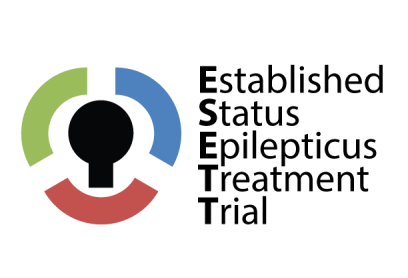 Established
Status
Epilepticus
Treatment
Trial